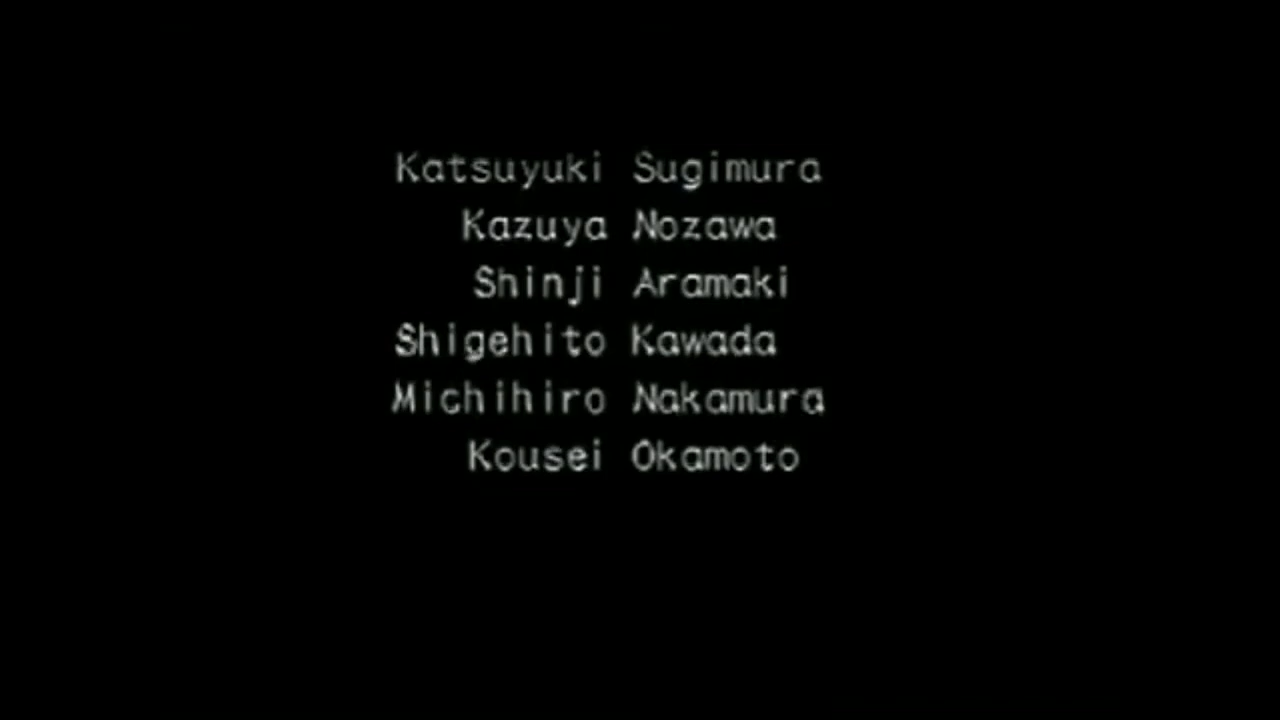 Katsuyuki Sugimura
Kazuya Nozawa
Shinji Aramaki
Shigehito Kawada
Michihiro Nakamura
Kousei Okamoto